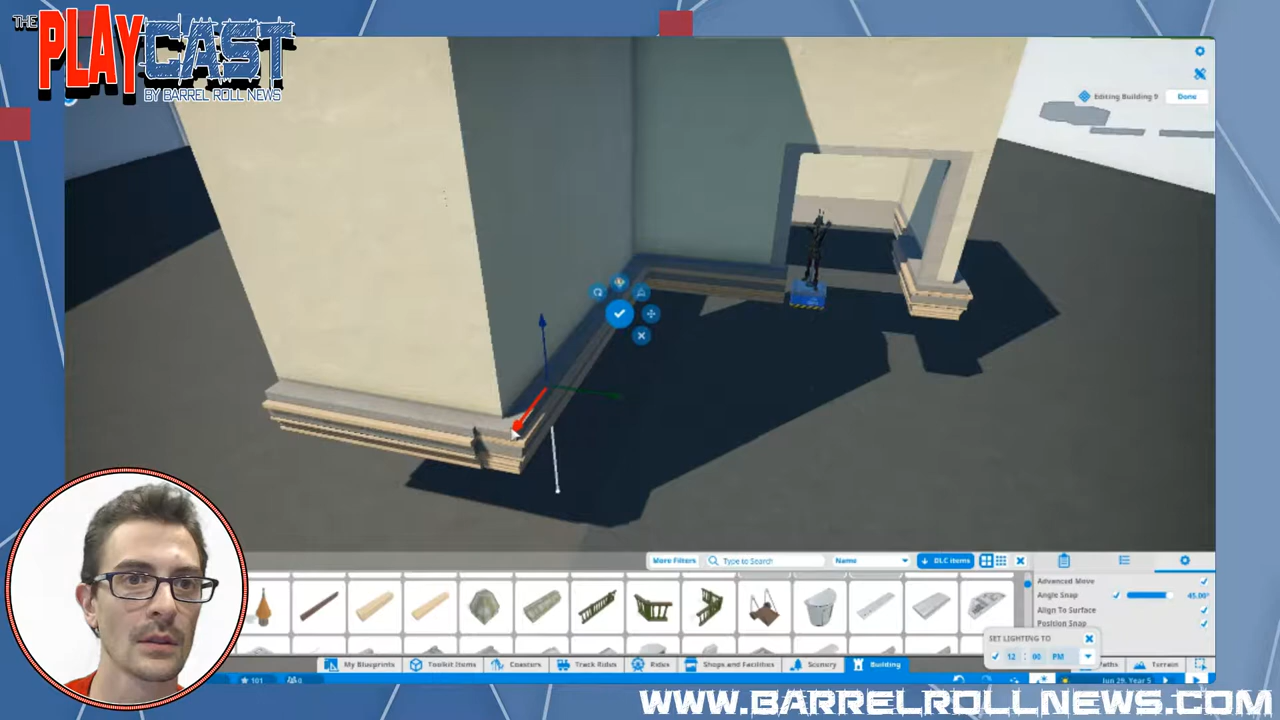 THE
PLAYCAST
BY BARREL ROLL NEWS
Editing Building 9
Done
More Filters
Type to Search
Name
DLC Items
Advanced Move
Angle Snap
45.00°
Align To Surface
Position Snap
SET LIGHTING TO
12 : 00 PM
My Blueprints
Toolkit Items
Coasters
Track Rides
Rides
Shops and Facilities
Scenery
Building
Paths
Terrain
101
0
Jun 29, Year 5
WWW.BARRELROLLNEWS.COM